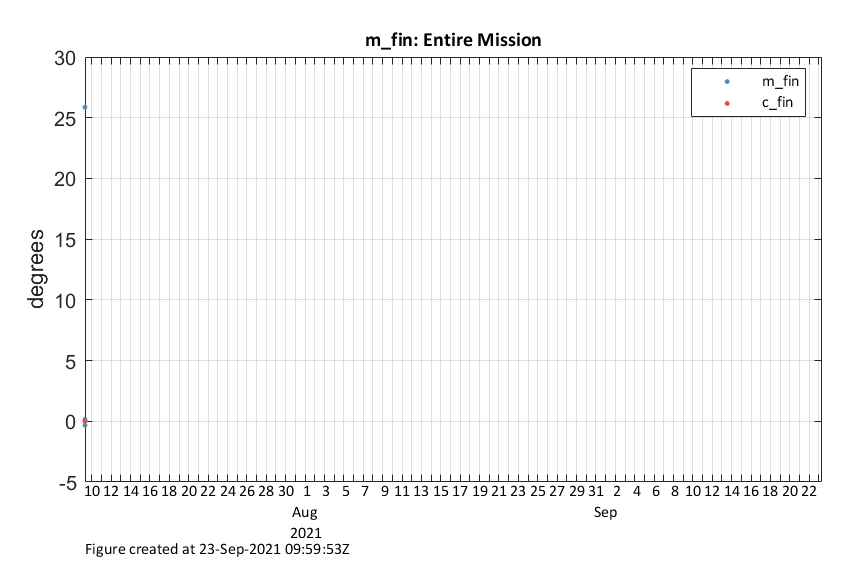 m_fin: Entire Mission
30
m_fin
c_fin
25
20
15
degrees
10
5
0
-5
10 12 14 16 18 20 22 24 26 28 30 1 3 5 7 9 11 13 15 17 19 21 23 25 27 29 31 2 4 6 8 10 12 14 16 18 20 22
Aug Sep
2021
Figure created at 23-Sep-2021 09:59:53Z